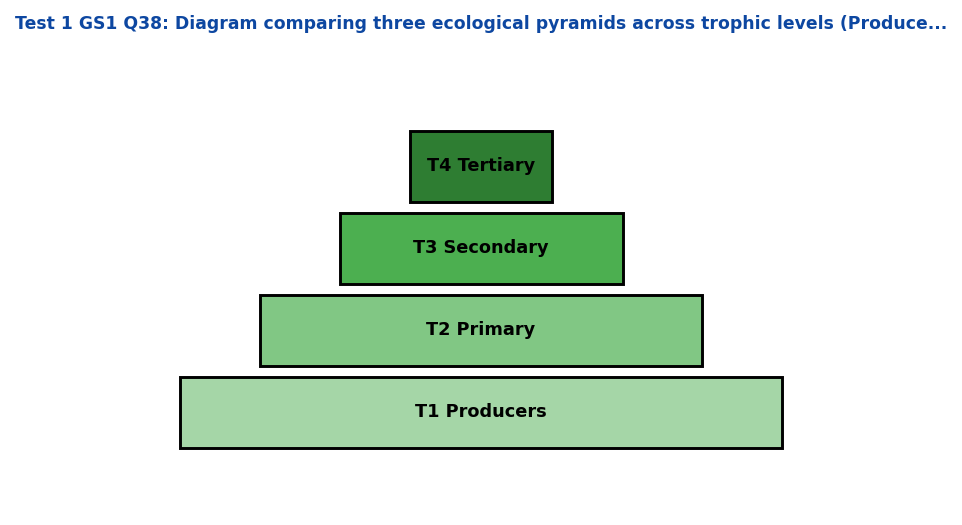 Test 1 GS1 Q38: Diagram comparing three ecological pyramids across trophic levels (Produce...
T4 Tertiary
T3 Secondary
T2 Primary
T1 Producers